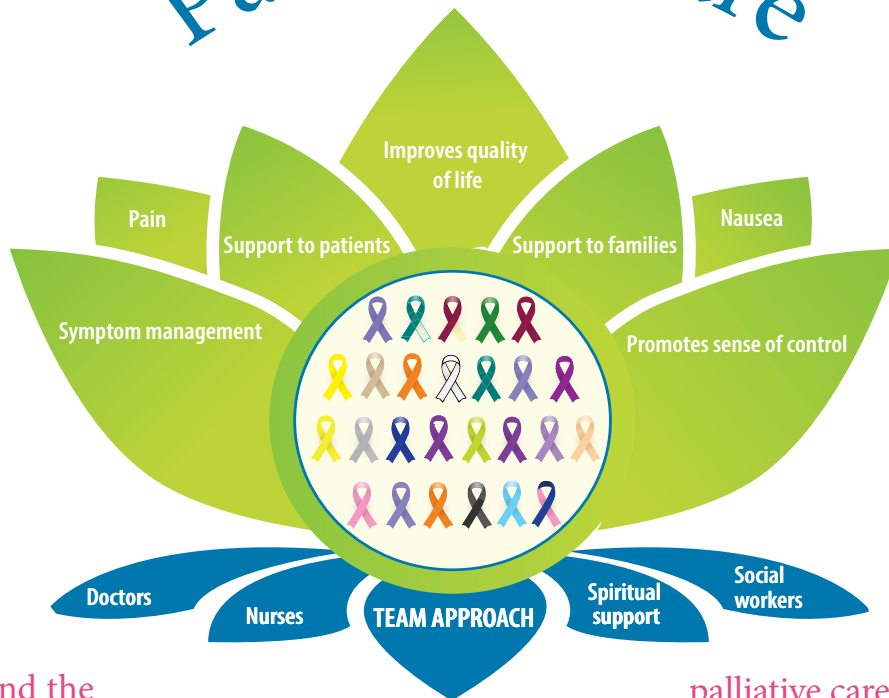 Improves quality
of life
Pain
Nausea
Support to patients
Support to families
Symptom management
Promotes sense of control
Doctors
Nurses
TEAM APPROACH
Spiritual
support
Social
workers
the
palliative care